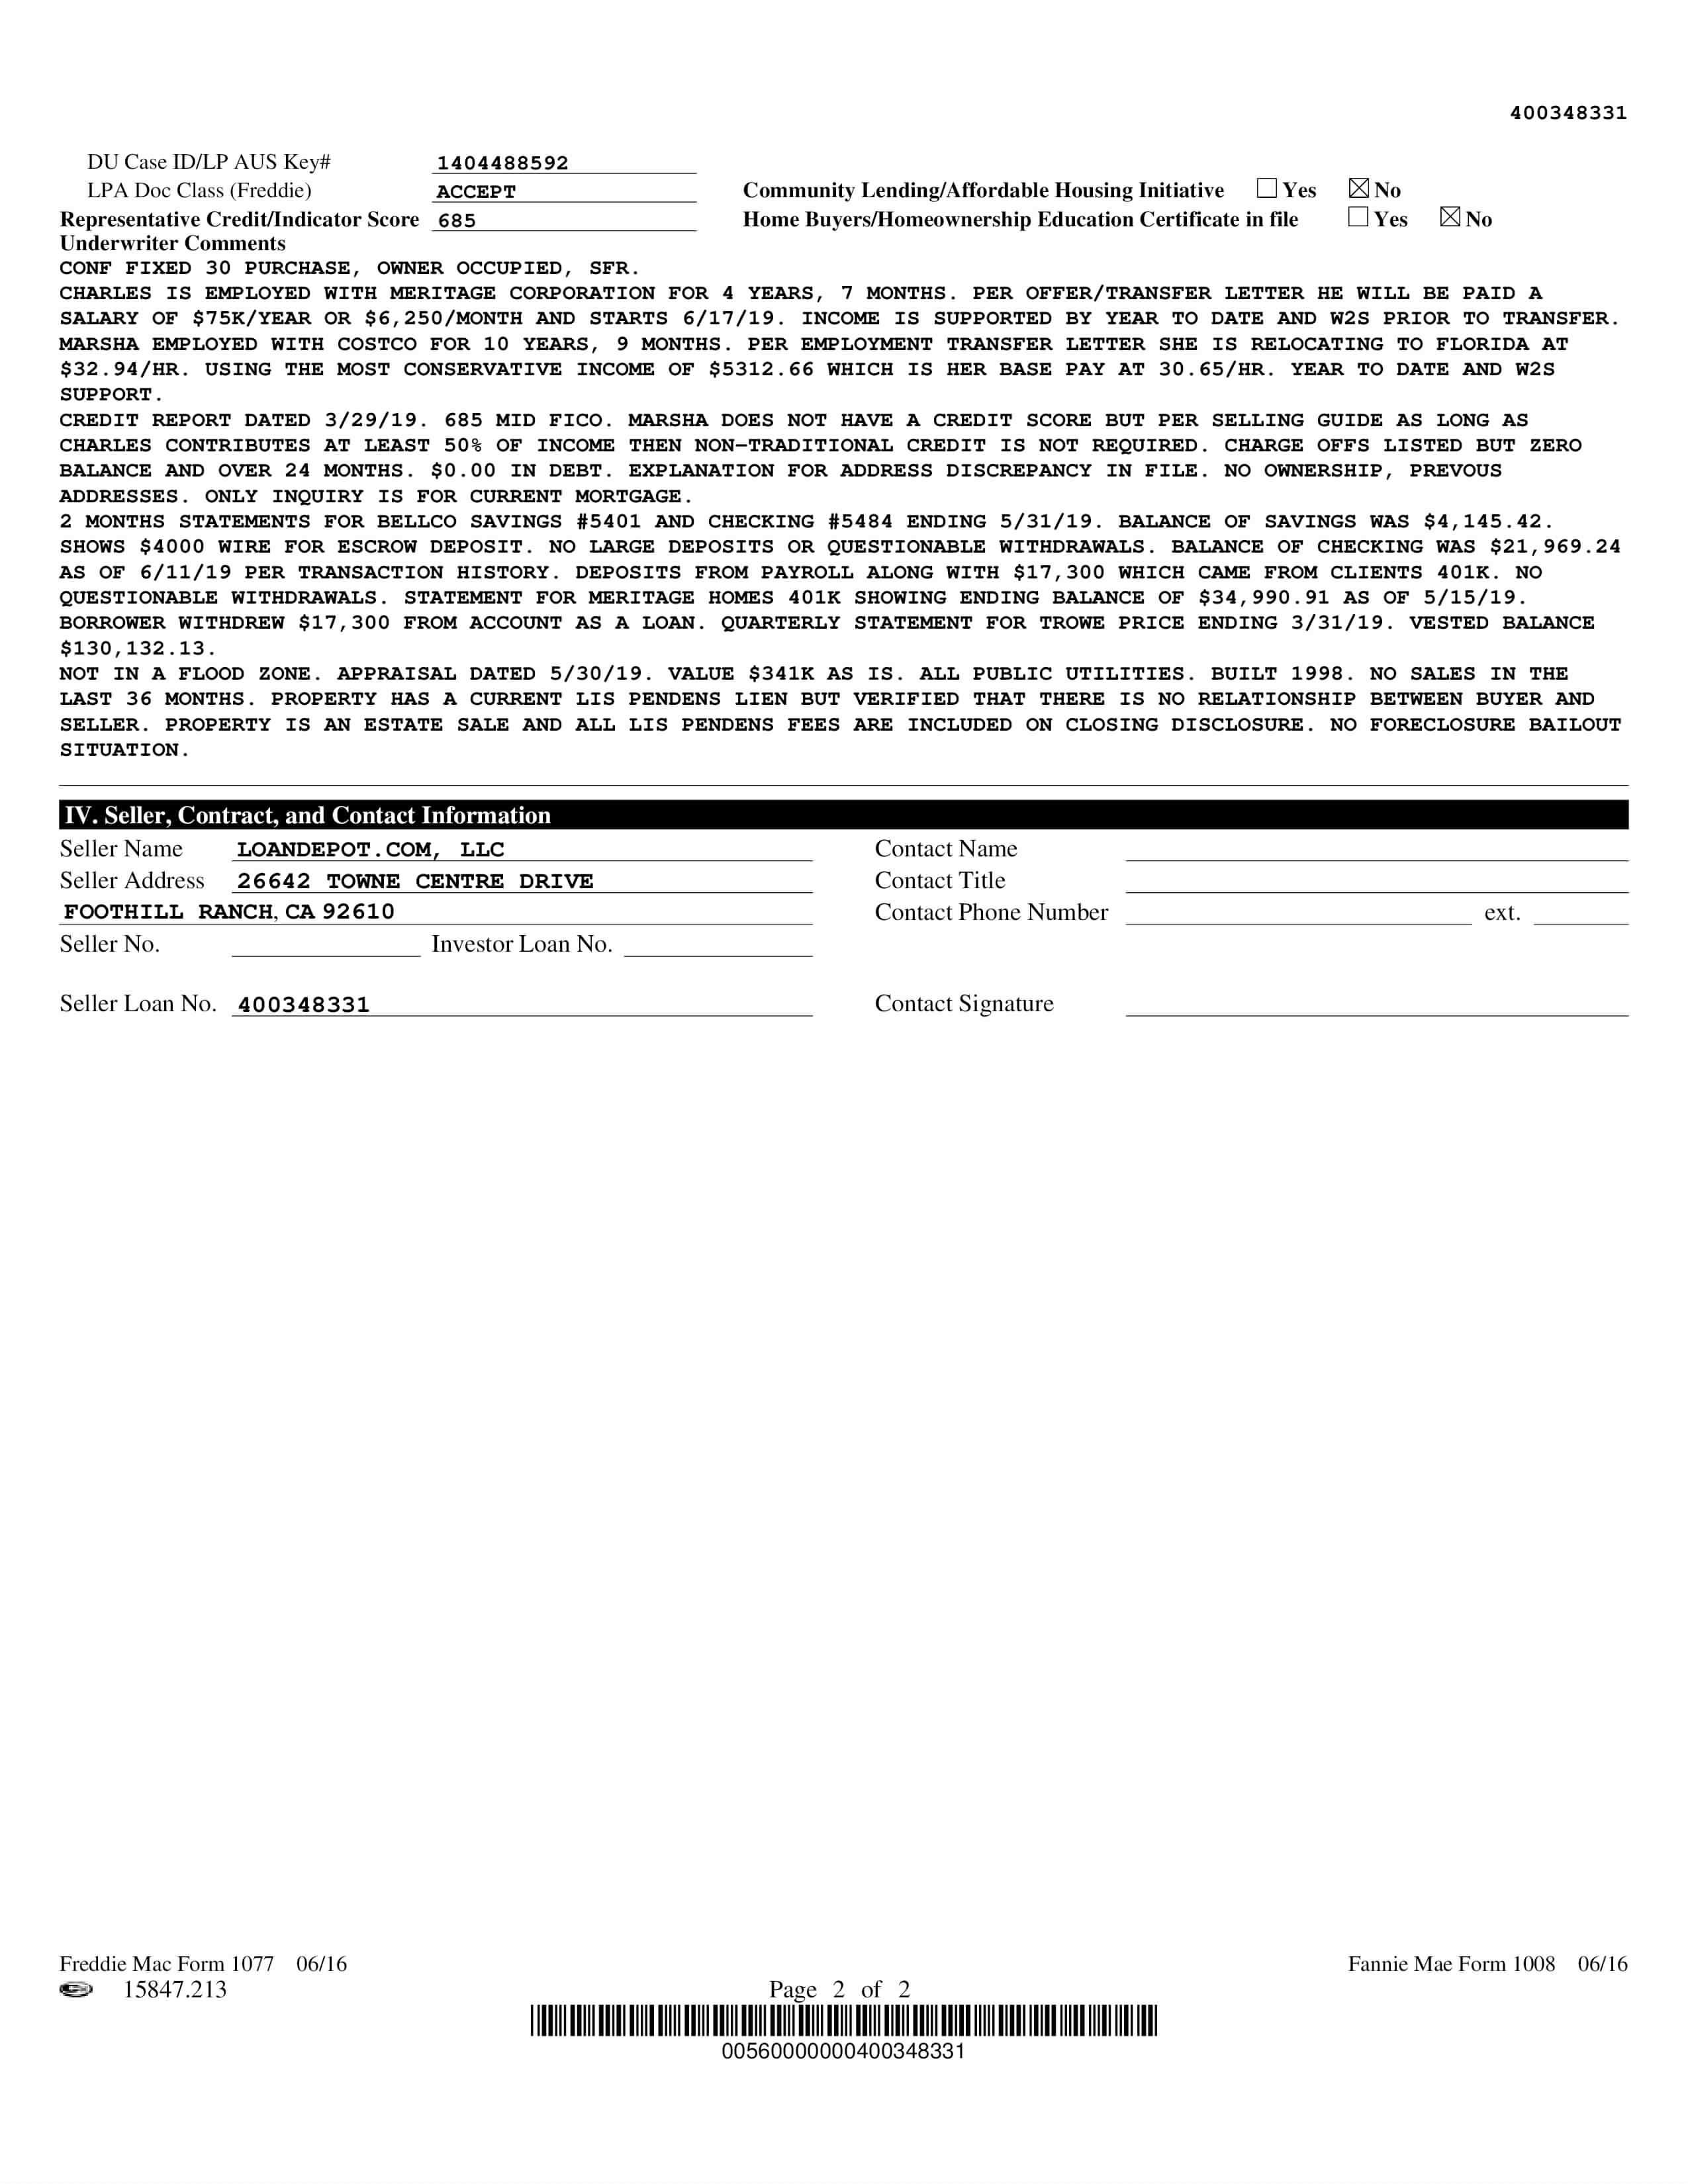 400348331
DU Case ID/LP AUS Key# 1404488592
LPA Doc Class (Freddie) ACCEPT Community Lending/Affordable Housing Initiative Yes No
Representative Credit/Indicator Score 685 Home Buyers/Homeownership Education Certificate in file Yes No
Underwriter Comments
CONF FIXED 30 PURCHASE, OWNER OCCUPIED, SFR.
CHARLES IS EMPLOYED WITH MERITAGE CORPORATION FOR 4 YEARS, 7 MONTHS. PER OFFER/TRANSFER LETTER HE WILL BE PAID A
SALARY OF $75K/YEAR OR $6,250/MONTH AND STARTS 6/17/19. INCOME IS SUPPORTED BY YEAR TO DATE AND W2S PRIOR TO TRANSFER.
MARSHA EMPLOYED WITH COSTCO FOR 10 YEARS, 9 MONTHS. PER EMPLOYMENT TRANSFER LETTER SHE IS RELOCATING TO FLORIDA AT
$32.94/HR. USING THE MOST CONSERVATIVE INCOME OF $5312.66 WHICH IS HER BASE PAY AT 30.65/HR. YEAR TO DATE AND W2S
SUPPORT.
CREDIT REPORT DATED 3/29/19. 685 MID FICO. MARSHA DOES NOT HAVE A CREDIT SCORE BUT PER SELLING GUIDE AS LONG AS
CHARLES CONTRIBUTES AT LEAST 50% OF INCOME THEN NON-TRADITIONAL CREDIT IS NOT REQUIRED. CHARGE OFFS LISTED BUT ZERO
BALANCE AND OVER 24 MONTHS. $0.00 IN DEBT. EXPLANATION FOR ADDRESS DISCREPANCY IN FILE. NO OWNERSHIP, PREVOUS
ADDRESSES. ONLY INQUIRY IS FOR CURRENT MORTGAGE.
2 MONTHS STATEMENTS FOR BELLCO SAVINGS #5401 AND CHECKING #5484 ENDING 5/31/19. BALANCE OF SAVINGS WAS $4,145.42.
SHOWS $4000 WIRE FOR ESCROW DEPOSIT. NO LARGE DEPOSITS OR QUESTIONABLE WITHDRAWALS. BALANCE OF CHECKING WAS $21,969.24
AS OF 6/11/19 PER TRANSACTION HISTORY. DEPOSITS FROM PAYROLL ALONG WITH $17,300 WHICH CAME FROM CLIENTS 401K. NO
QUESTIONABLE WITHDRAWALS. STATEMENT FOR MERITAGE HOMES 401K SHOWING ENDING BALANCE OF $34,990.91 AS OF 5/15/19.
BORROWER WITHDREW $17,300 FROM ACCOUNT AS A LOAN. QUARTERLY STATEMENT FOR TROWE PRICE ENDING 3/31/19. VESTED BALANCE
$130,132.13.
NOT IN A FLOOD ZONE. APPRAISAL DATED 5/30/19. VALUE $341K AS IS. ALL PUBLIC UTILITIES. BUILT 1998. NO SALES IN THE
LAST 36 MONTHS. PROPERTY HAS A CURRENT LIS PENDENS LIEN BUT VERIFIED THAT THERE IS NO RELATIONSHIP BETWEEN BUYER AND
SELLER. PROPERTY IS AN ESTATE SALE AND ALL LIS PENDENS FEES ARE INCLUDED ON CLOSING DISCLOSURE. NO FORECLOSURE BAILOUT
SITUATION.
IV. Seller, Contract, and Contact Information
Seller Name LOANDEPOT.COM, LLC Contact Name
Seller Address 26642 TOWNE CENTRE DRIVE Contact Title
FOOTHILL RANCH, CA 92610 Contact Phone Number ext.
Seller No. Investor Loan No.
Seller Loan No. 400348331 Contact Signature
Freddie Mac Form 1077 06/16 Fannie Mae Form 1008 06/16
15847.213 Page 2 of 2
00560000000400348331